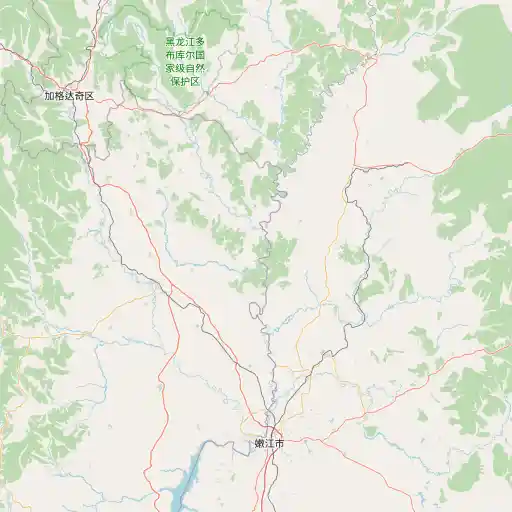 黑龙江多
布库尔国
家级自然
保护区
加格达奇区
嫩江市